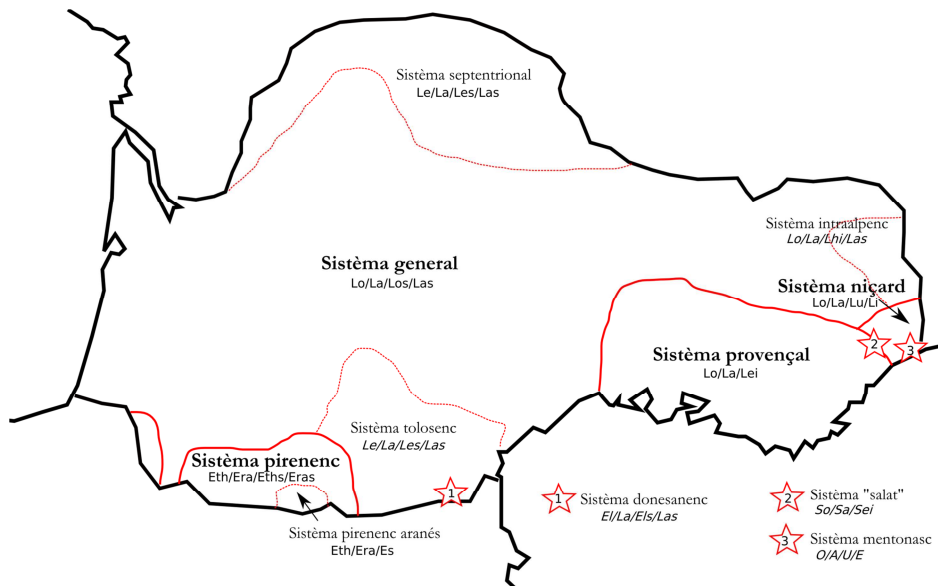 Sistèma septentrional
Le/La/Les/Las
Sistèma intraalpenc
Lo/La/Lhi/Las
Sistèma general
Lo/La/Los/Las
Sistèma niçard
Lo/La/Lu/Li
2
3
Sistèma provençal
Lo/La/Lei
Sistèma tolosenc
Le/La/Les/Las
Sistèma pirenenc
Eth/Era/Eths/Eras
1
Sistèma pirenenc aranés
Eth/Era/Es
1
Sistèma donesanenc
El/La/Els/Las
2
Sistèma "salat"
So/Sa/Sei
3
Sistèma mentonasc
O/A/U/E